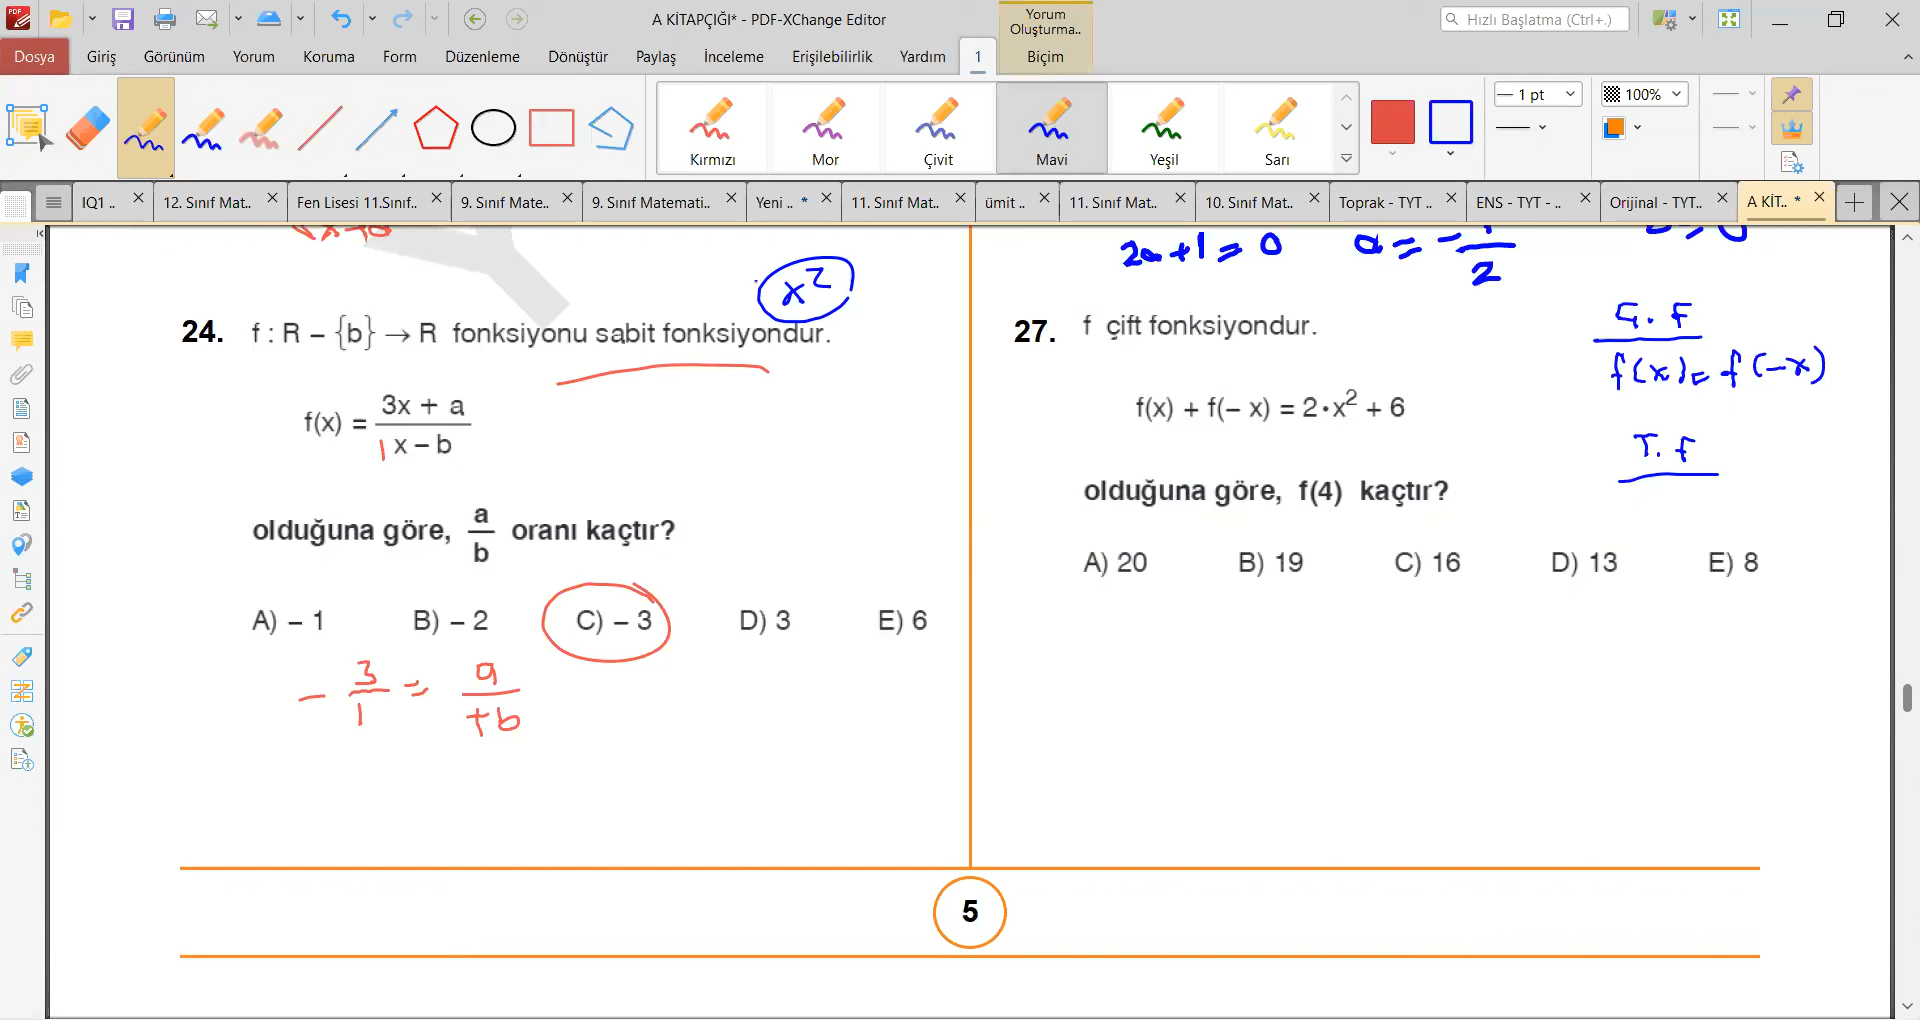 A KİTAPÇIĞI* - PDF-XChange Editor
Yorum Oluşturma..
Hızlı Başlatma (Ctrl+.)
Dosya Giriş Görünüm Yorum Koruma Form Düzenleme Dönüştür Paylaş İnceleme Erişilebilirlik Yardım 1 Biçim
1 pt 100%
Kırmızı Mor Çivit Mavi Yeşil Sarı
IQ1 .. 12. Sınıf Mat.. Fen Lisesi 11.Sınıf.. 9. Sınıf Mate.. 9. Sınıf Matemati.. Yeni .. * 11. Sınıf Mat.. ümit .. 11. Sınıf Mat.. 10. Sınıf Mat.. Toprak - TYT .. ENS - TYT - .. Orijinal - TYT.. A KİT.. *
x²
24. f : R – {b} → R fonksiyonu sabit fonksiyondur.
f(x) = (3x + a) / (1x – b)
olduğuna göre, a/b oranı kaçtır?
A) – 1 B) – 2 C) – 3 D) 3 E) 6
- 3/1 = a/+b
2a+1=0 a=-1/2
27. f çift fonksiyondur.
Ç.f
f(x)=f(-x)
f(x) + f(– x) = 2·x² + 6
T.f
olduğuna göre, f(4) kaçtır?
A) 20 B) 19 C) 16 D) 13 E) 8
5